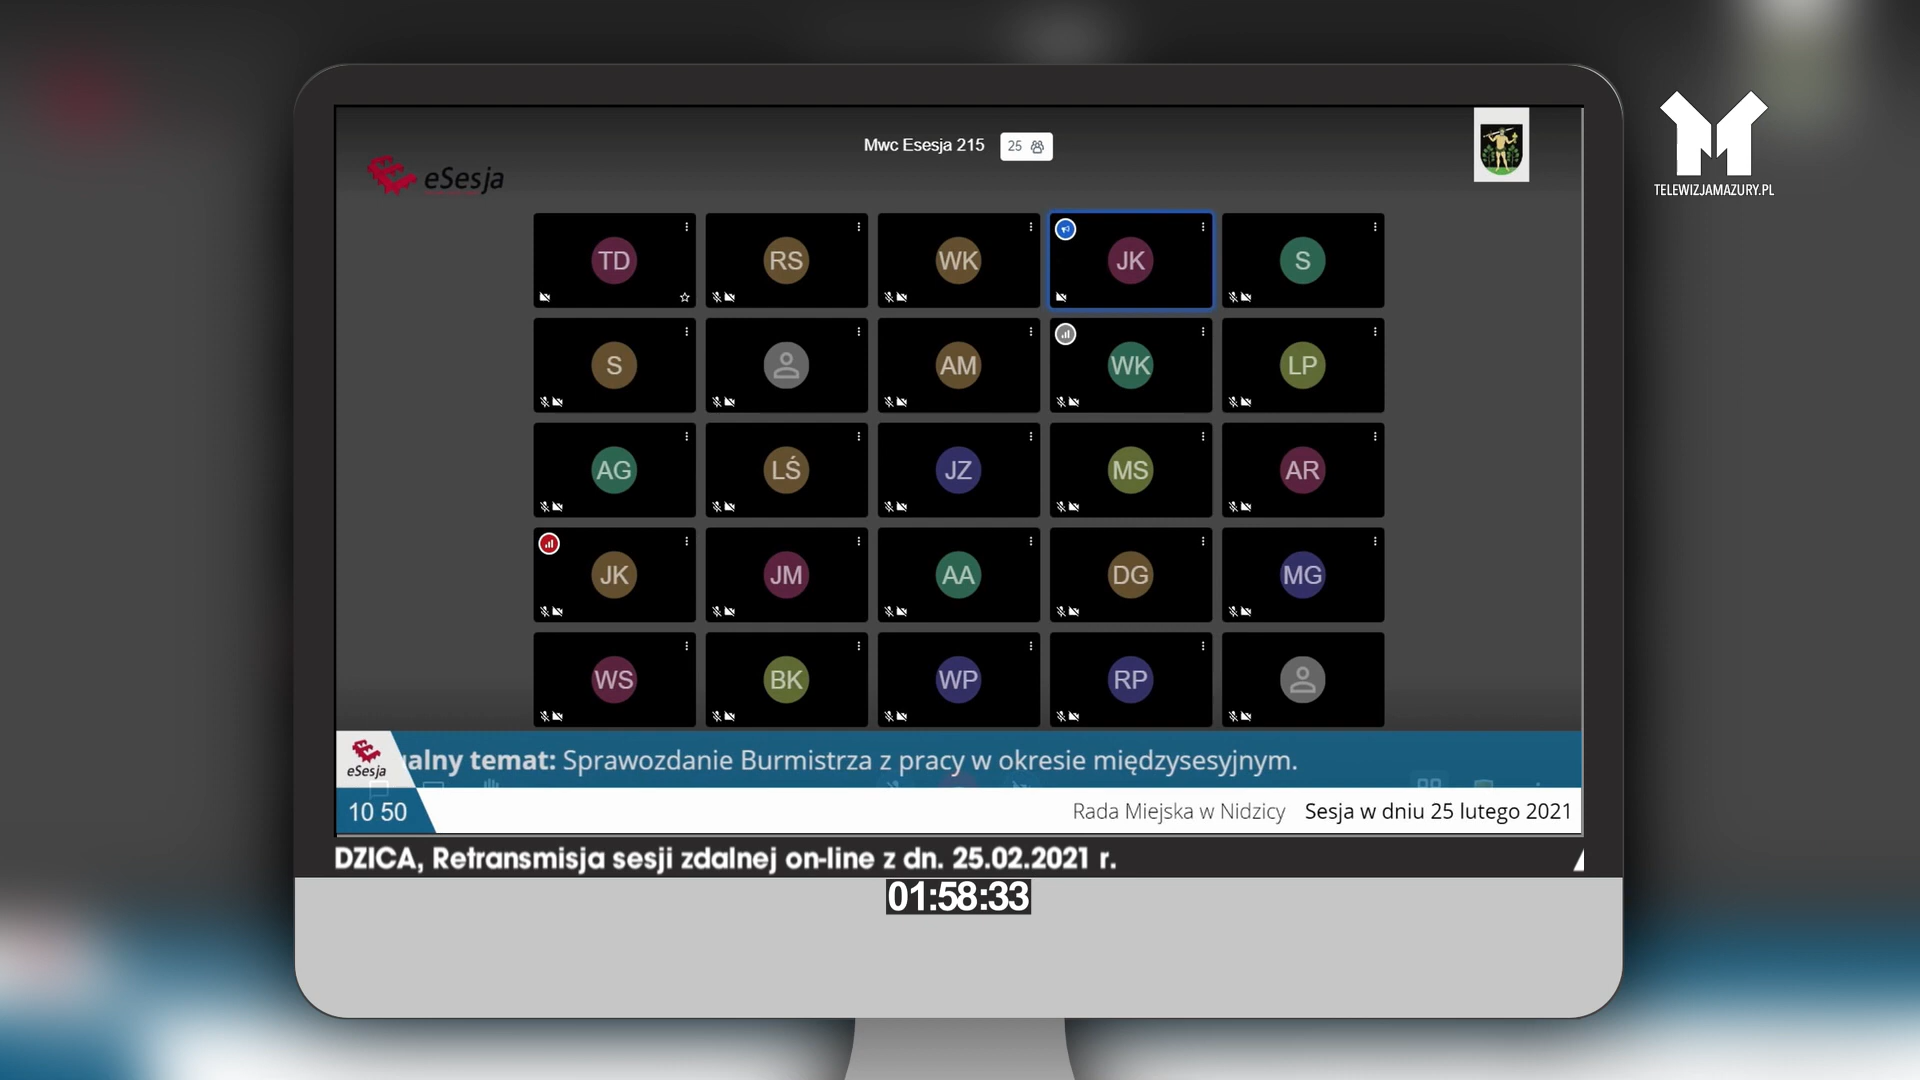 Mwc Esesja 215
25
eSesja
TELEWIZJAMAZURY.PL
TD
RS
WK
JK
S
S
AM
WK
LP
AG
LŚ
JZ
MS
AR
JK
JM
AA
DG
MG
WS
BK
WP
RP
alny temat: Sprawozdanie Burmistrza z pracy w okresie międzysesyjnym.
eSesja
10 50
Rada Miejska w Nidzicy Sesja w dniu 25 lutego 2021
DZICA, Retransmisja sesji zdalnej on-line z dn. 25.02.2021 r.
01:58:33